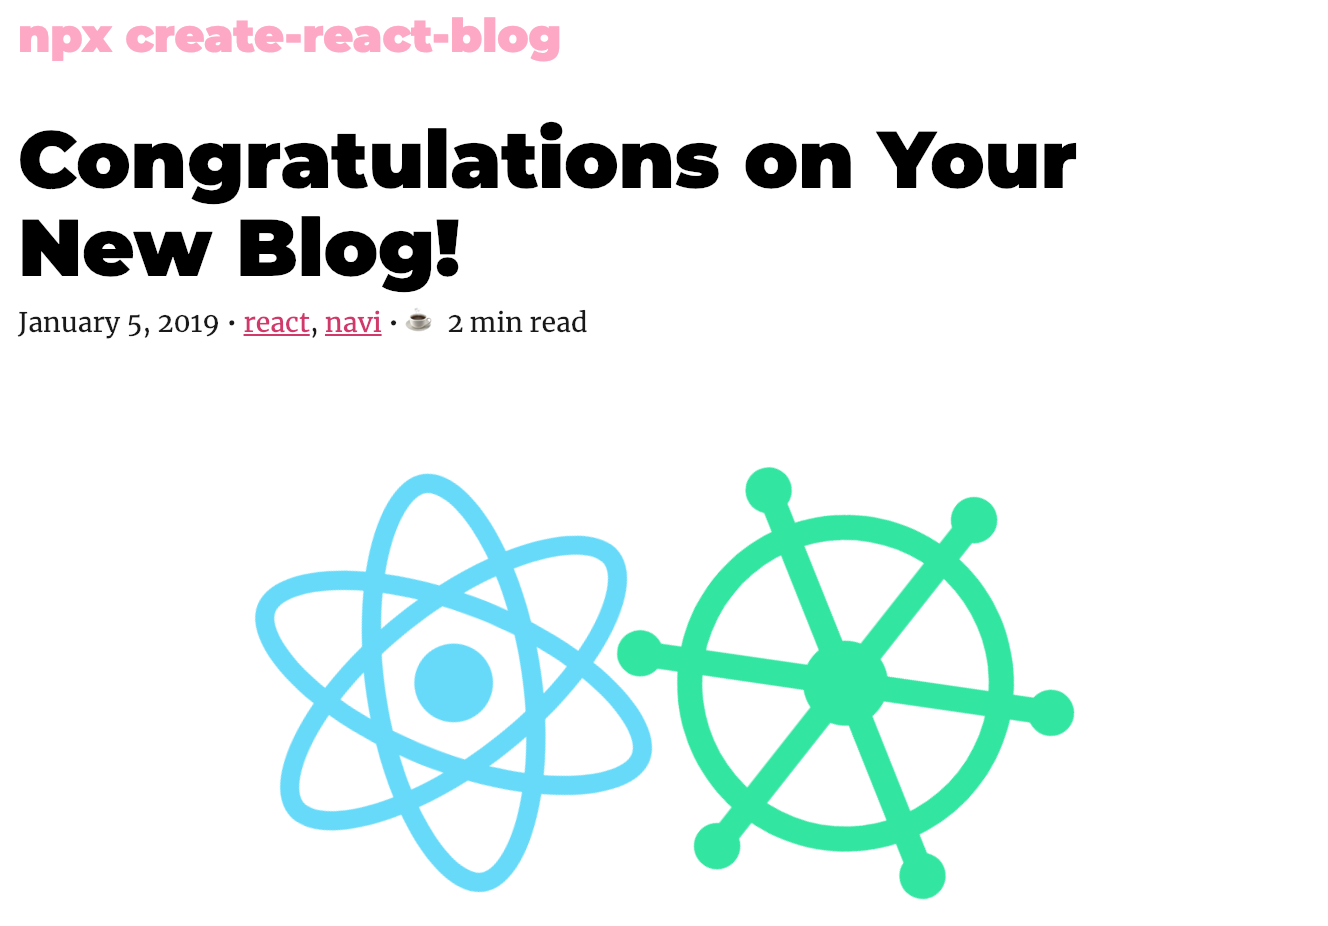 npx create-react-blog
Congratulations on Your
New Blog!
January 5, 2019 • react, navi • ☕ 2 min read